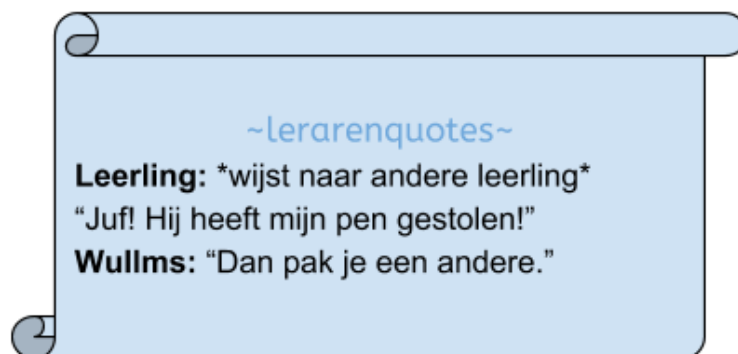 ~lerarenquotes~
Leerling: *wijst naar andere leerling*
“Juf! Hij heeft mijn pen gestolen!”
Wullms: “Dan pak je een andere.”